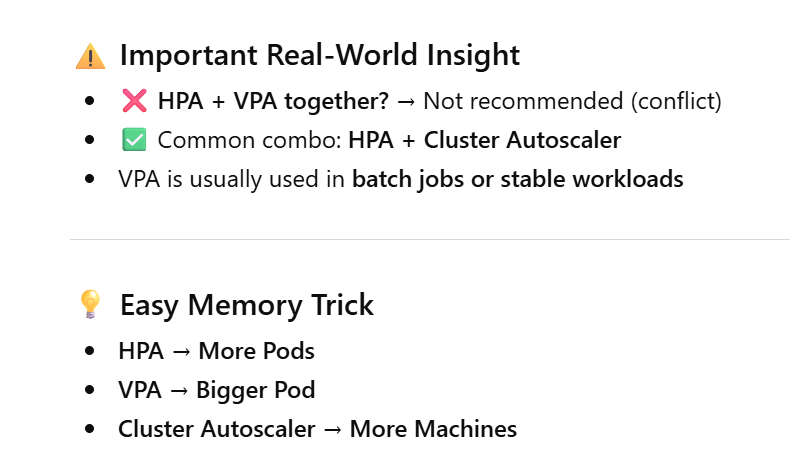 ⚠️ Important Real-World Insight
• ❌ HPA + VPA together? → Not recommended (conflict)
• ✅ Common combo: HPA + Cluster Autoscaler
• VPA is usually used in batch jobs or stable workloads
💡 Easy Memory Trick
• HPA → More Pods
• VPA → Bigger Pod
• Cluster Autoscaler → More Machines